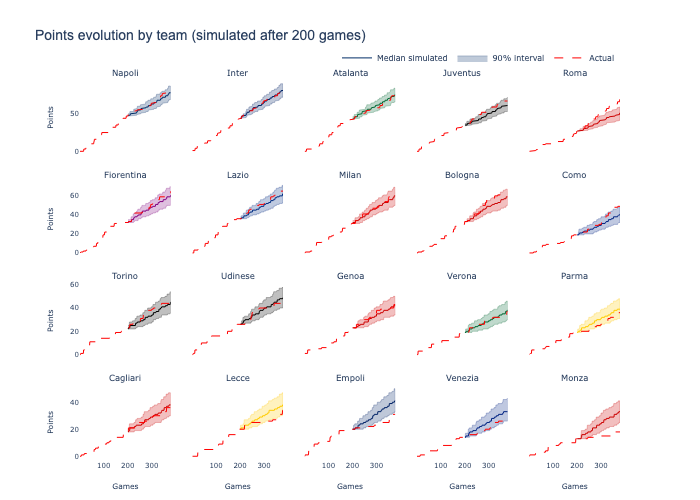 Points evolution by team (simulated after 200 games)
Median simulated 90% interval Actual
Napoli Inter Atalanta Juventus Roma
Points
50
0
Fiorentina Lazio Milan Bologna Como
Points
60
40
20
0
Torino Udinese Genoa Verona Parma
Points
60
40
20
0
Cagliari Lecce Empoli Venezia Monza
Points
40
20
0
100 200 300 100 200 300 100 200 300 100 200 300 100 200 300
Games Games Games Games Games